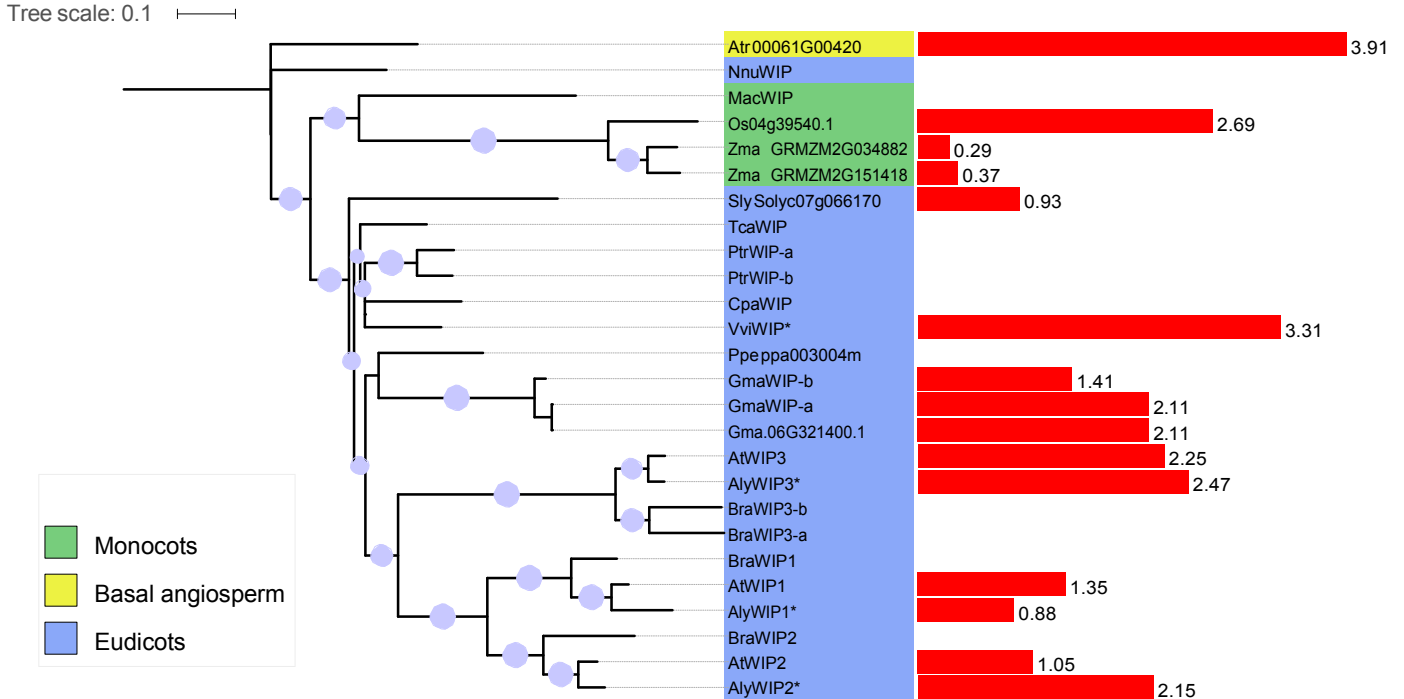 Tree scale: 0.1
Atr00061G00420 3.91
NnuWIP
MacWIP
Os04g39540.1 2.69
Zma GRMZM2G034882 0.29
Zma GRMZM2G151418 0.37
SlySolyc07g066170 0.93
TcaWIP
PtrWIP-a
PtrWIP-b
CpaWIP
VviWIP* 3.31
Ppeppa003004m
GmaWIP-b 1.41
GmaWIP-a 2.11
Gma.06G321400.1 2.11
AtWIP3 2.25
AlyWIP3* 2.47
BraWIP3-b
BraWIP3-a
BraWIP1
AtWIP1 1.35
AlyWIP1* 0.88
BraWIP2
AtWIP2 1.05
AlyWIP2* 2.15
Monocots
Basal angiosperm
Eudicots